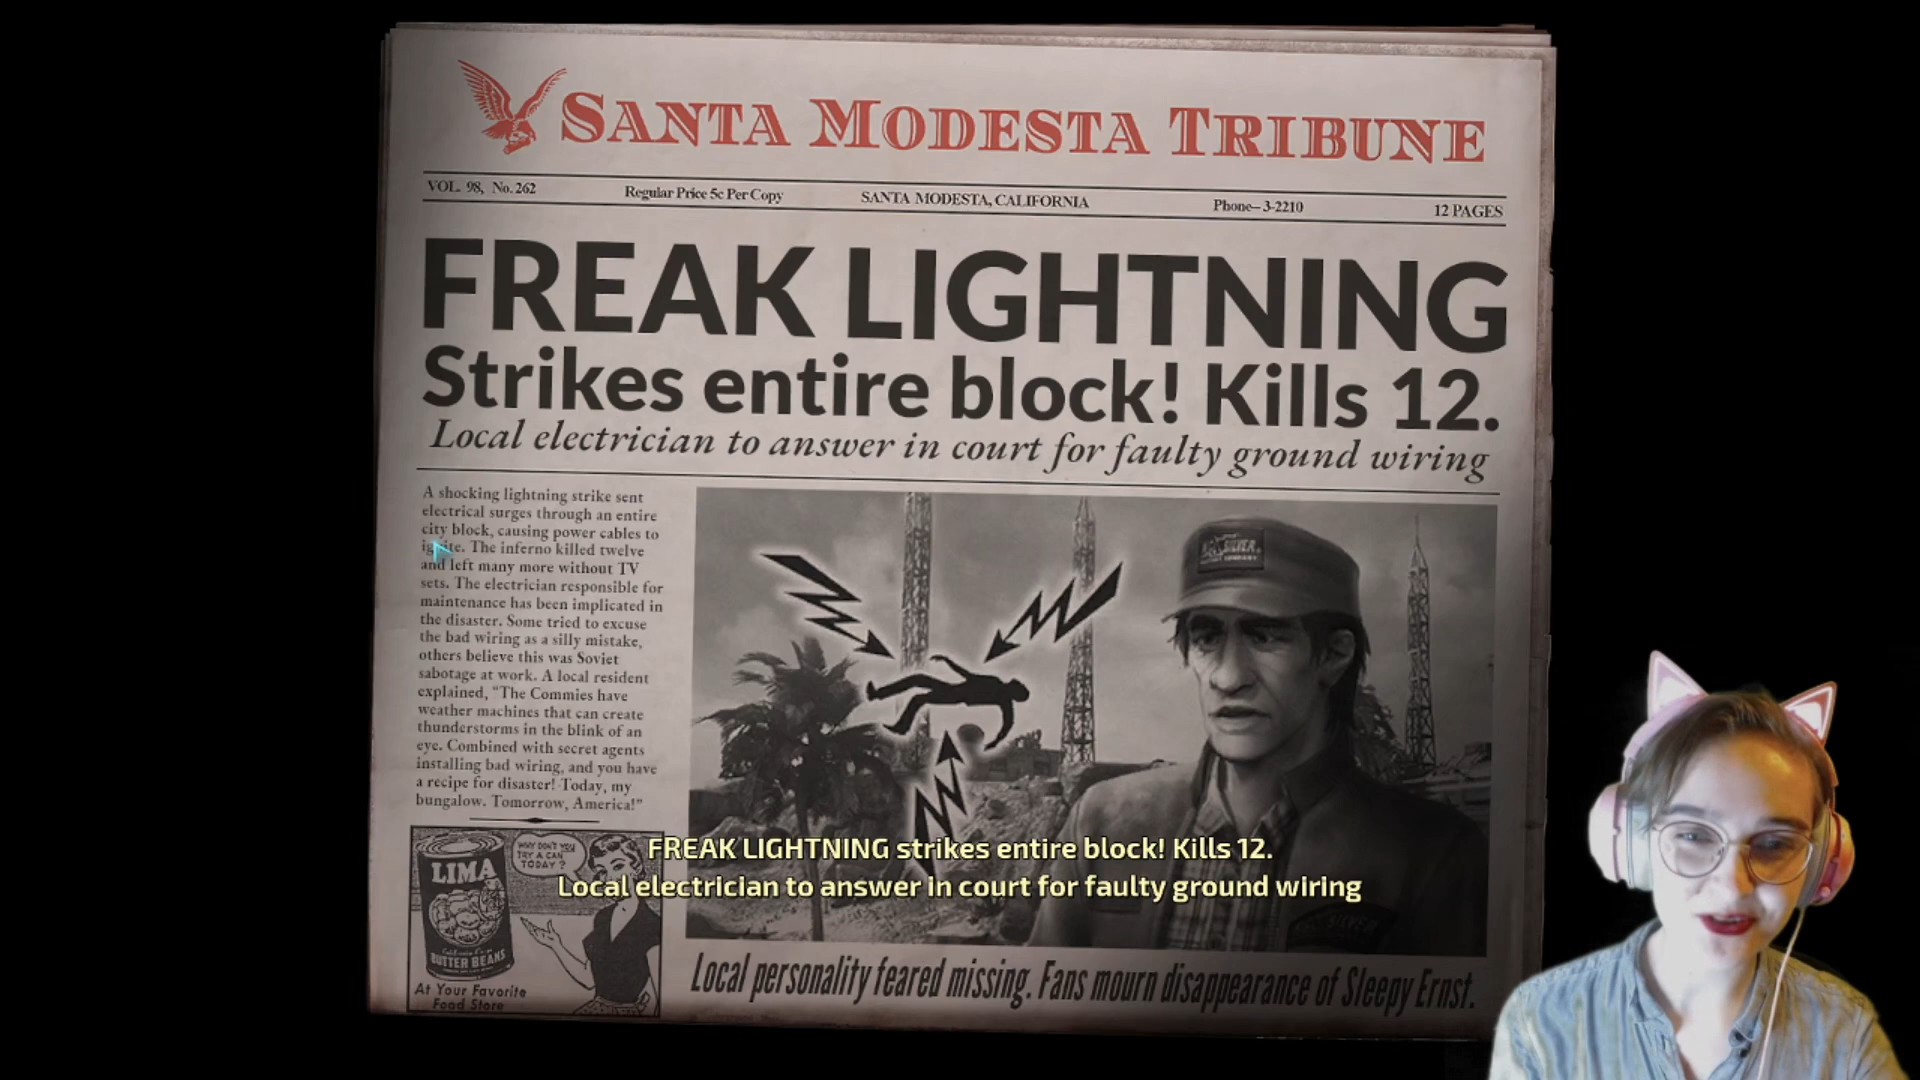 SANTA MODESTA TRIBUNE
VOL. 98, No. 262 Regular Price 5c Per Copy SANTA MODESTA, CALIFORNIA Phone–3-2210 12 PAGES
FREAK LIGHTNING
Strikes entire block! Kills 12.
Local electrician to answer in court for faulty ground wiring
A shocking lightning strike sent
electrical surges through an entire
city block, causing power cables to
ignite. The inferno killed twelve
and left many more without TV
sets. The electrician responsible for
maintenance has been implicated in
the disaster. Some tried to excuse
the bad wiring as a silly mistake,
others believe this was Soviet
sabotage at work. A local resident
explained, “The Commies have
weather machines that can create
thunderstorms in the blink of an
eye. Combined with secret agents
installing bad wiring, and you have
a recipe for disaster! Today, my
bungalow. Tomorrow, America!”
WHY DON'T YOU
TRY A CAN
TODAY?
LIMA
BUTTER BEANS
At Your Favorite
Food Store
FREAK LIGHTNING strikes entire block! Kills 12.
Local electrician to answer in court for faulty ground wiring
Local personality feared missing. Fans mourn disappearance of Sleepy Ernst.